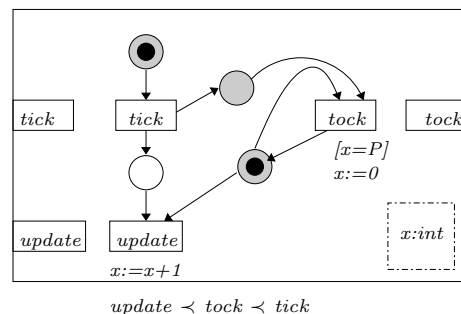 tick
tick
tock
tock
[x=P]
x:=0
update
update
x:int
x:=x+1
update ≺ tock ≺ tick